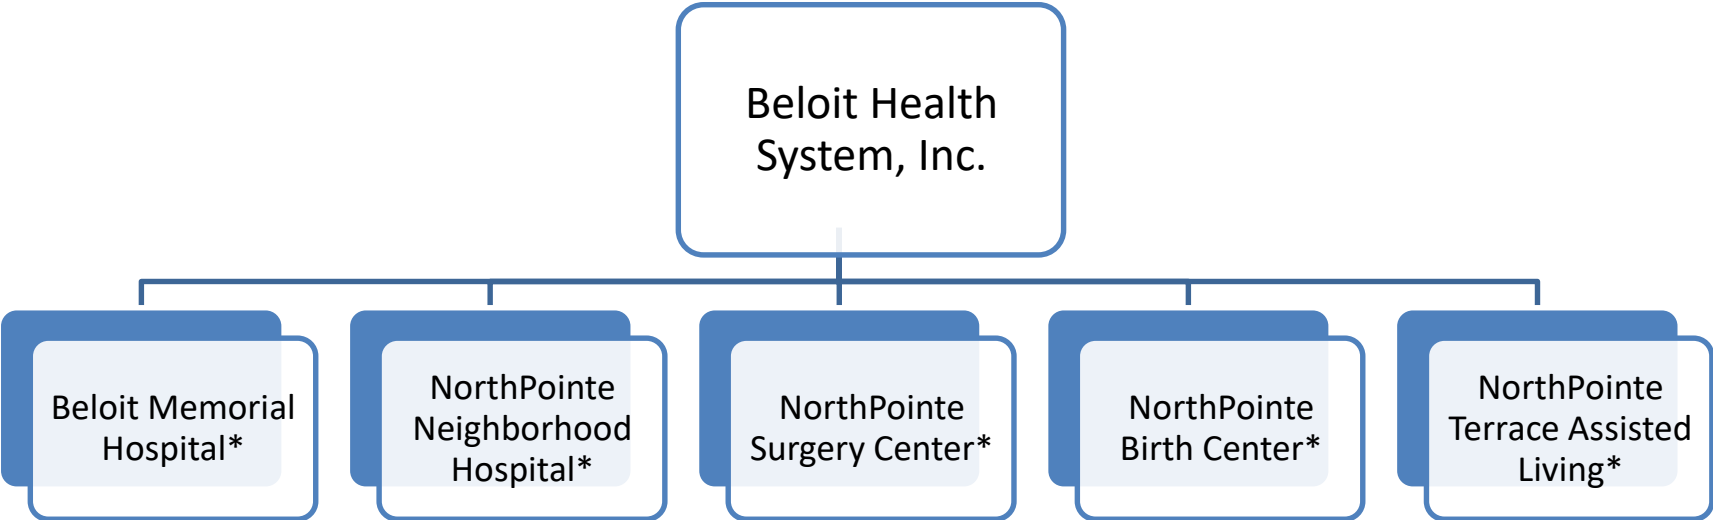 Beloit Health
System, Inc.
Beloit Memorial
Hospital*
NorthPointe
Neighborhood
Hospital*
NorthPointe
Surgery Center*
NorthPointe
Birth Center*
NorthPointe
Terrace Assisted
Living*